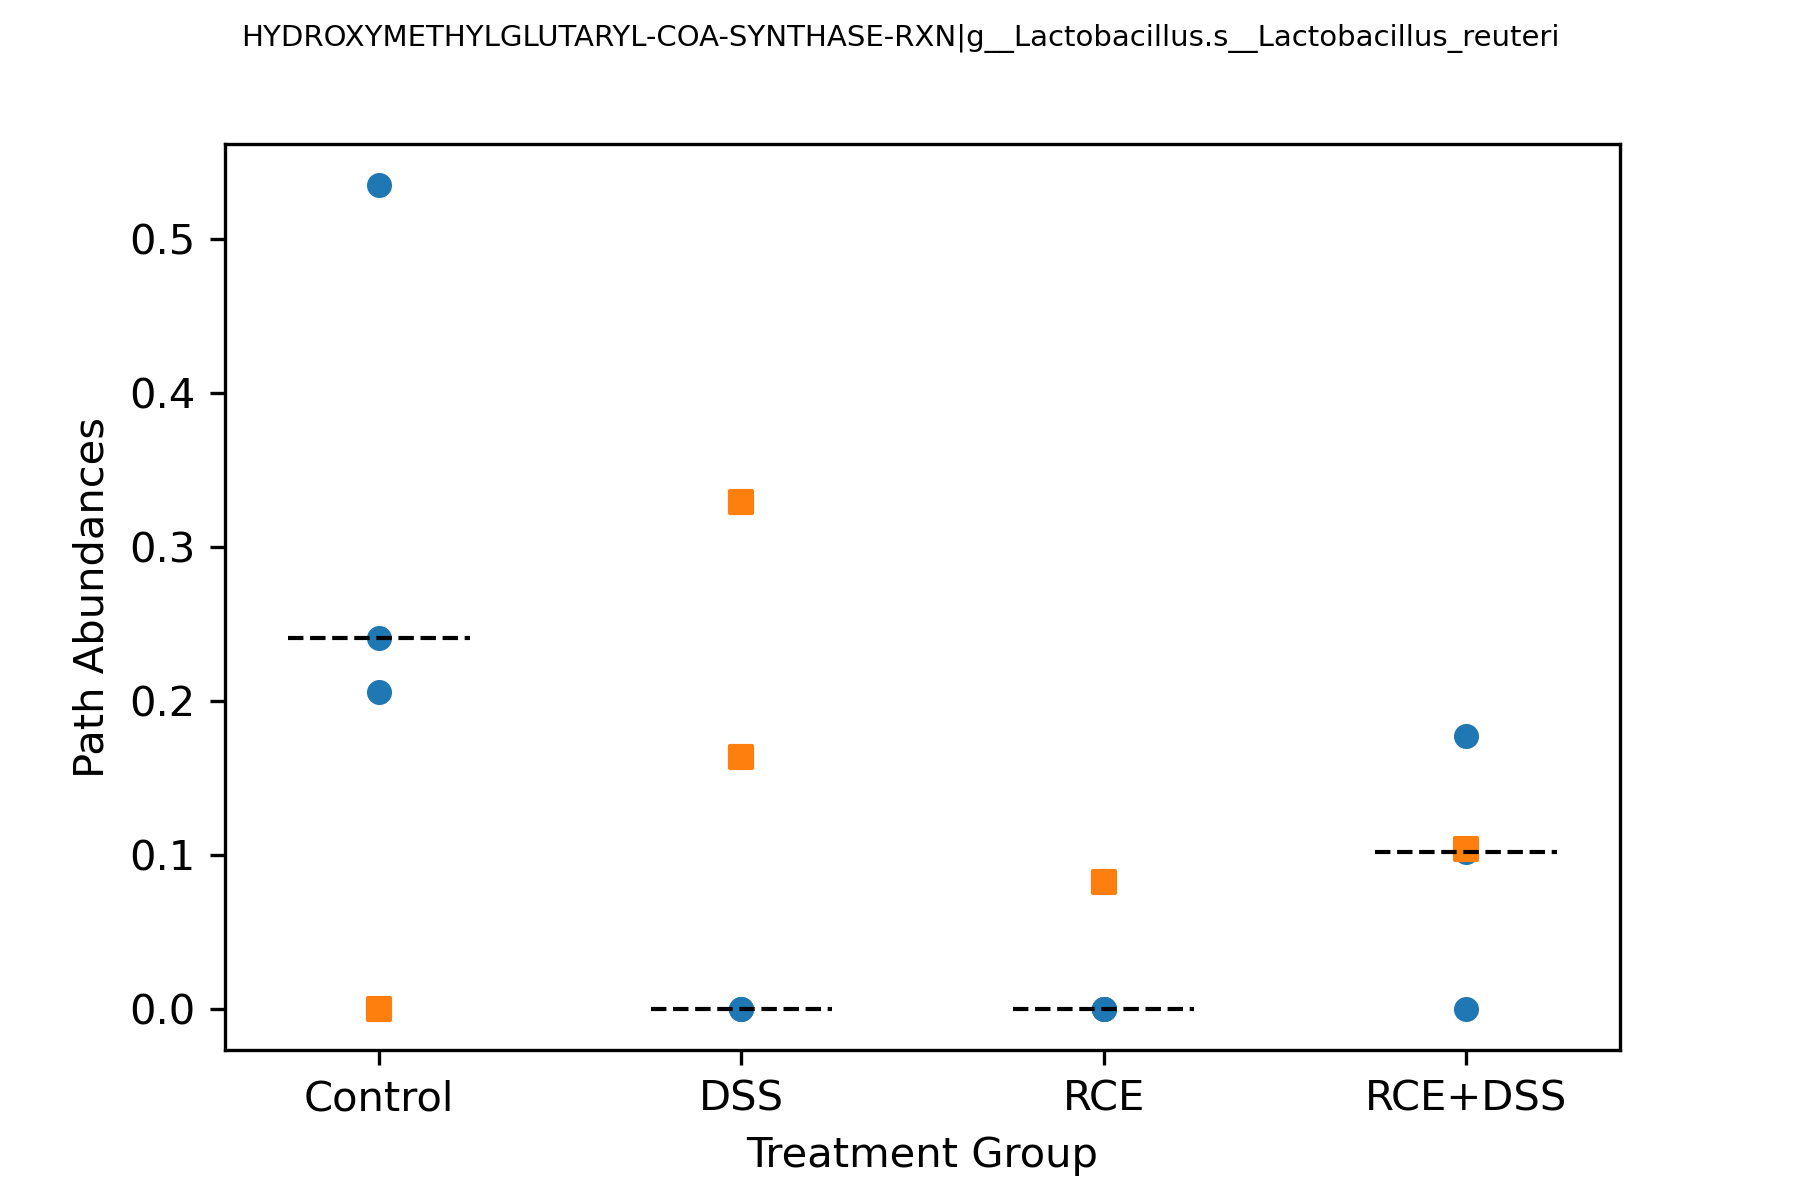 HYDROXYMETHYLGLUTARYL-COA-SYNTHASE-RXN|g__Lactobacillus.s__Lactobacillus_reuteri
0.5
0.4
0.3
0.2
0.1
0.0
Path Abundances
Control DSS RCE RCE+DSS
Treatment Group